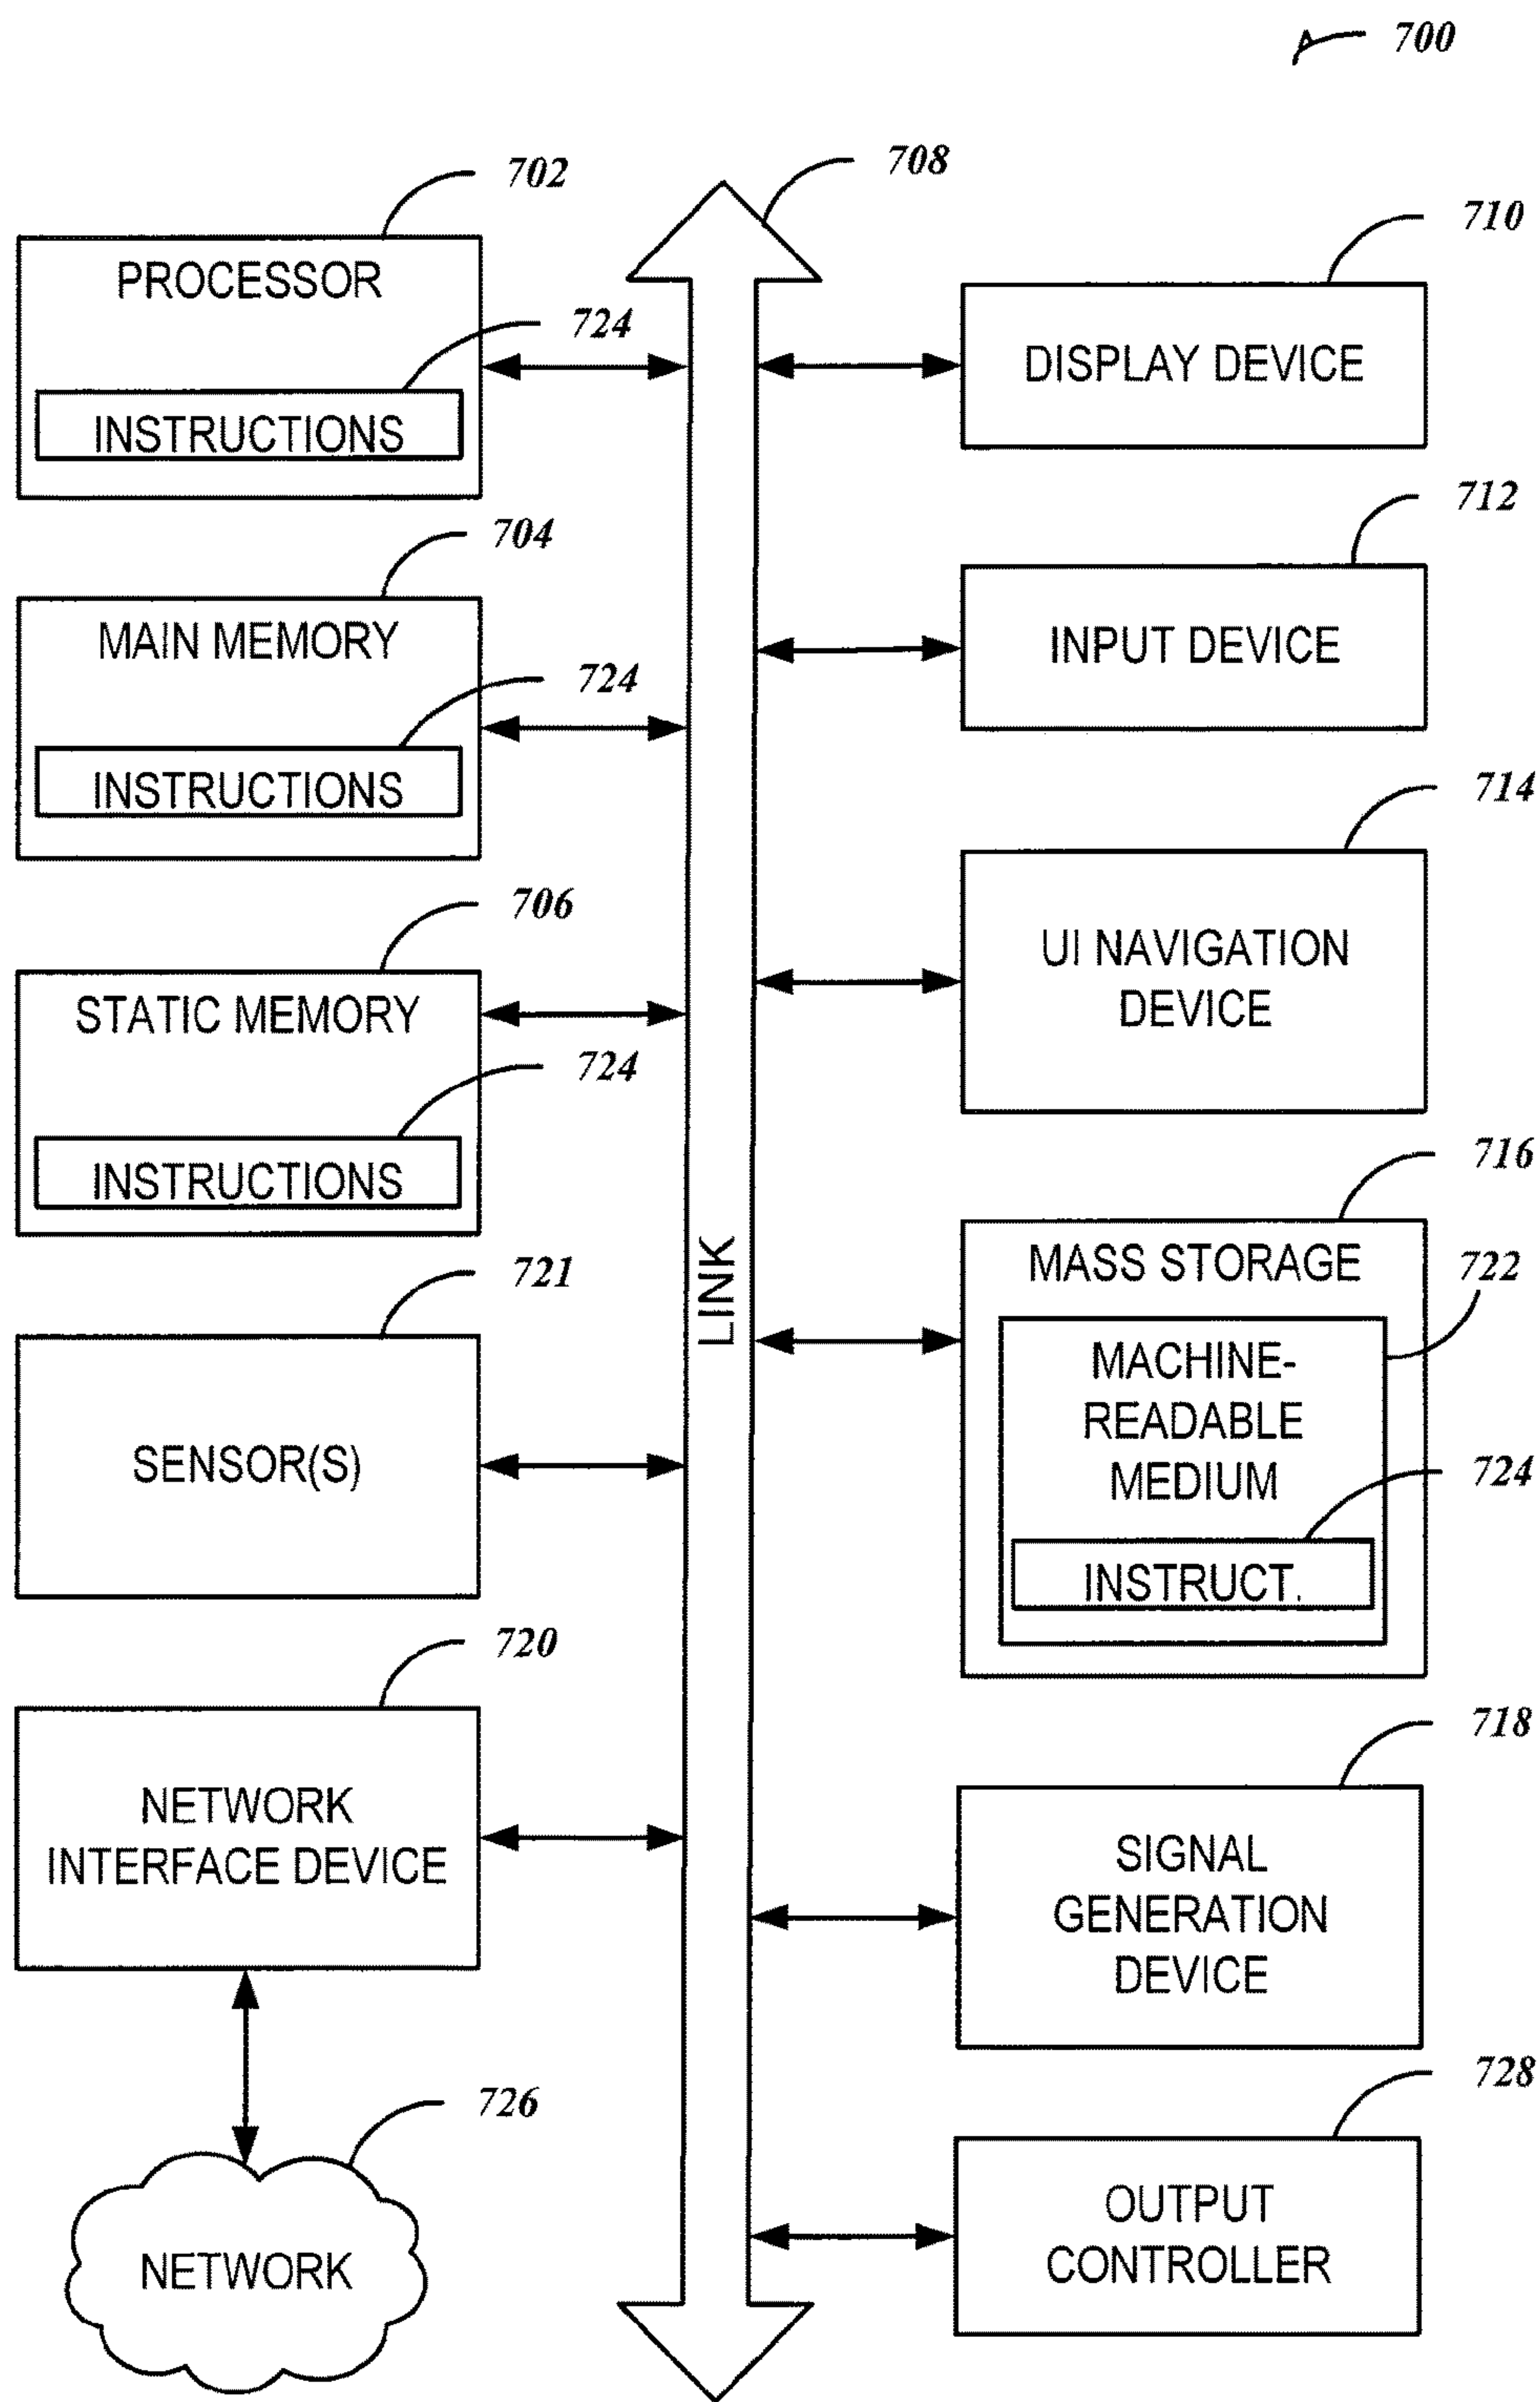 700
702
708
710
PROCESSOR
724
INSTRUCTIONS
DISPLAY DEVICE
704
712
MAIN MEMORY
724
INSTRUCTIONS
INPUT DEVICE
706
714
STATIC MEMORY
724
INSTRUCTIONS
UI NAVIGATION
DEVICE
721
716
SENSOR(S)
LINK
MASS STORAGE
722
MACHINE-
READABLE
MEDIUM
724
INSTRUCT.
720
718
NETWORK
INTERFACE DEVICE
SIGNAL
GENERATION
DEVICE
726
728
NETWORK
OUTPUT
CONTROLLER